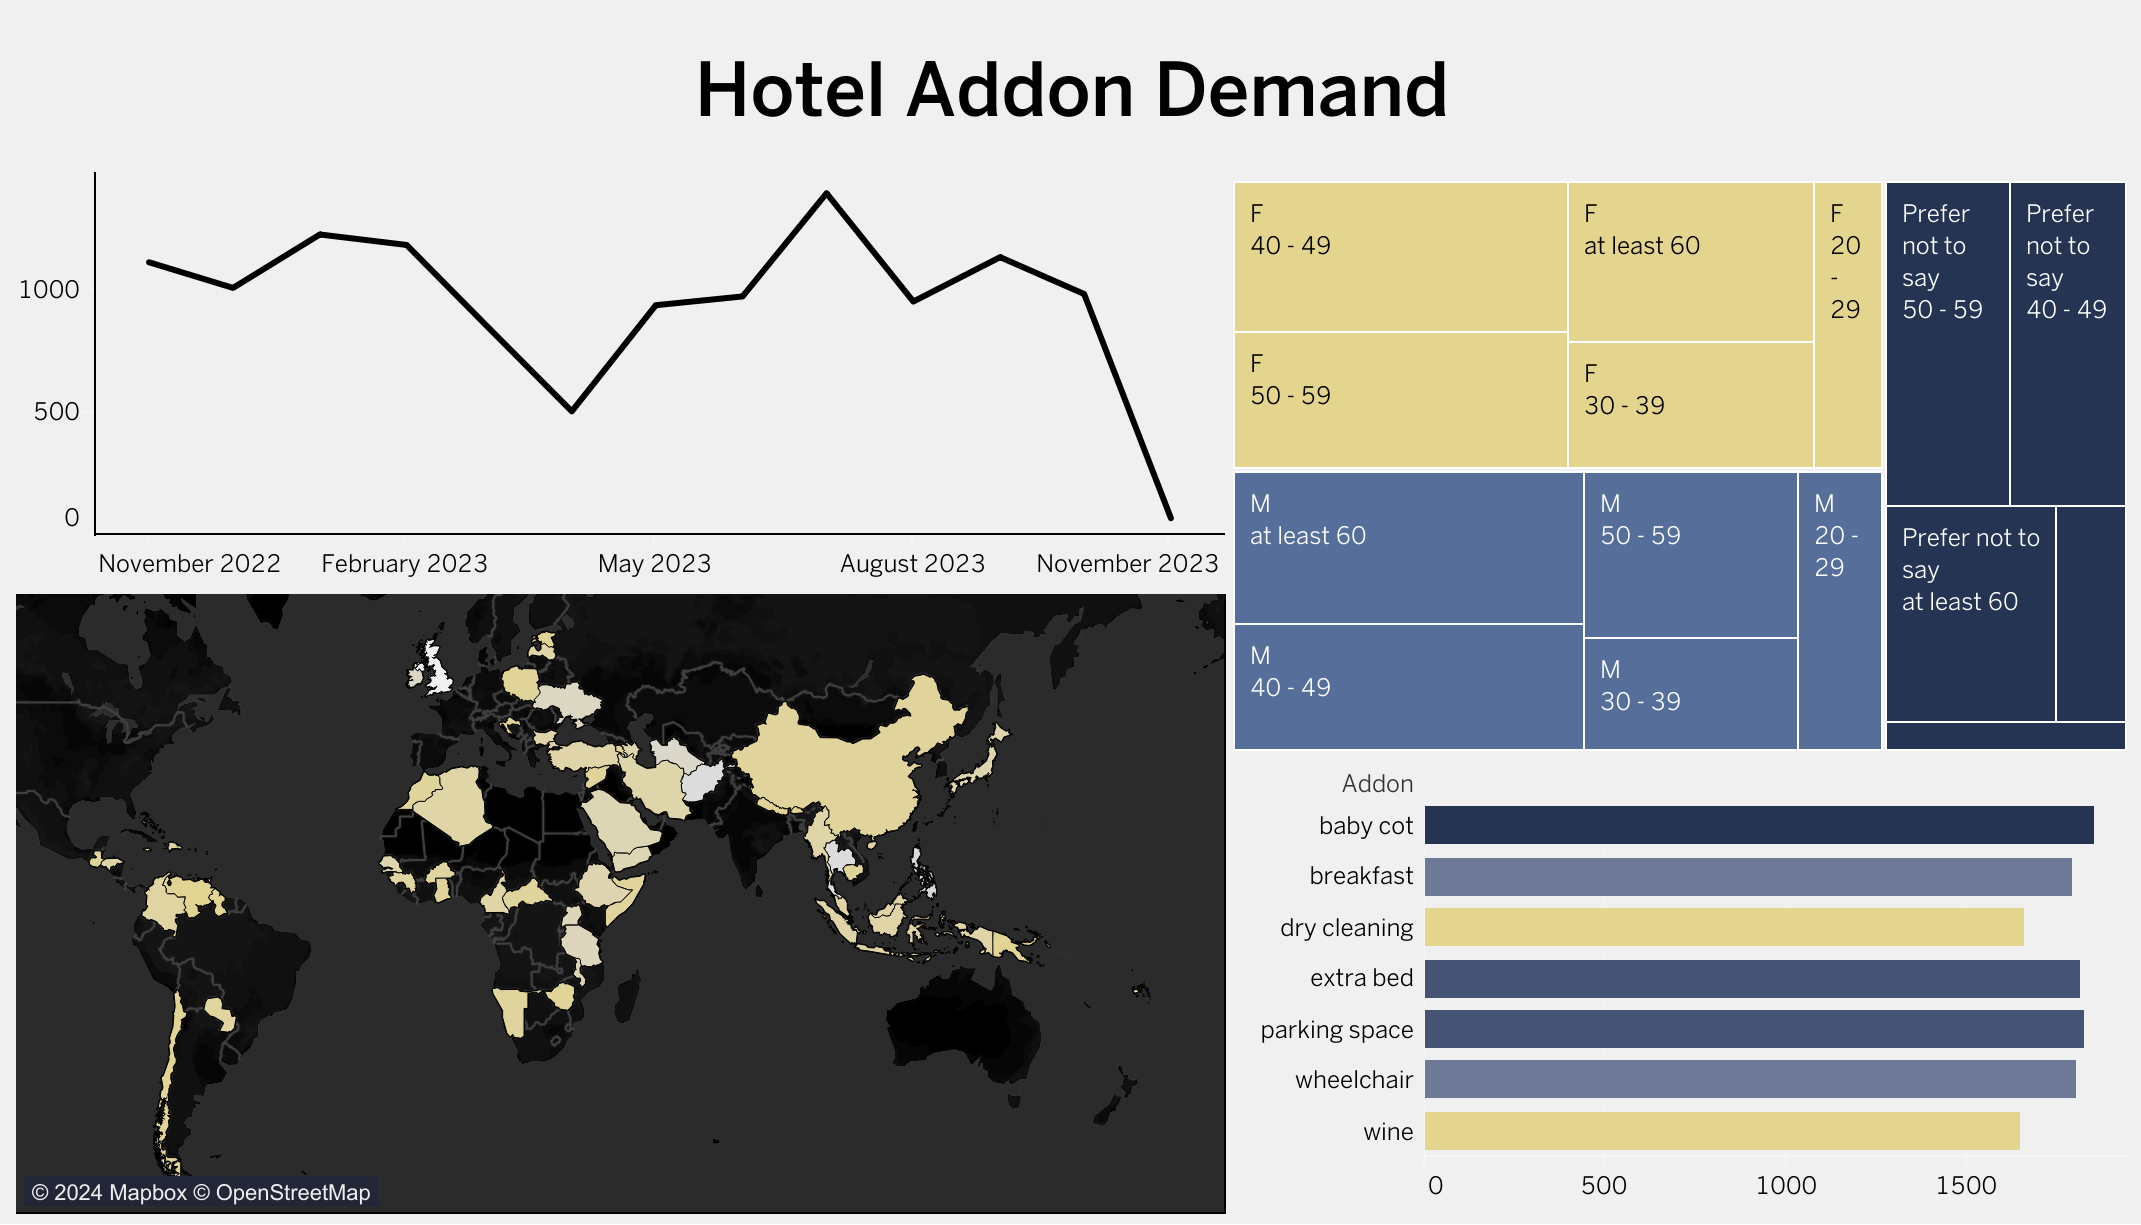 Hotel Addon Demand
1000
500
0
November 2022
February 2023
May 2023
August 2023
November 2023
F
40 - 49
F
at least 60
F
20
-
29
F
50 - 59
F
30 - 39
Prefer
not to
say
50 - 59
Prefer
not to
say
40 - 49
Prefer not to
say
at least 60
M
at least 60
M
50 - 59
M
20 -
29
M
40 - 49
M
30 - 39
© 2024 Mapbox © OpenStreetMap
Addon
baby cot
breakfast
dry cleaning
extra bed
parking space
wheelchair
wine
0
500
1000
1500